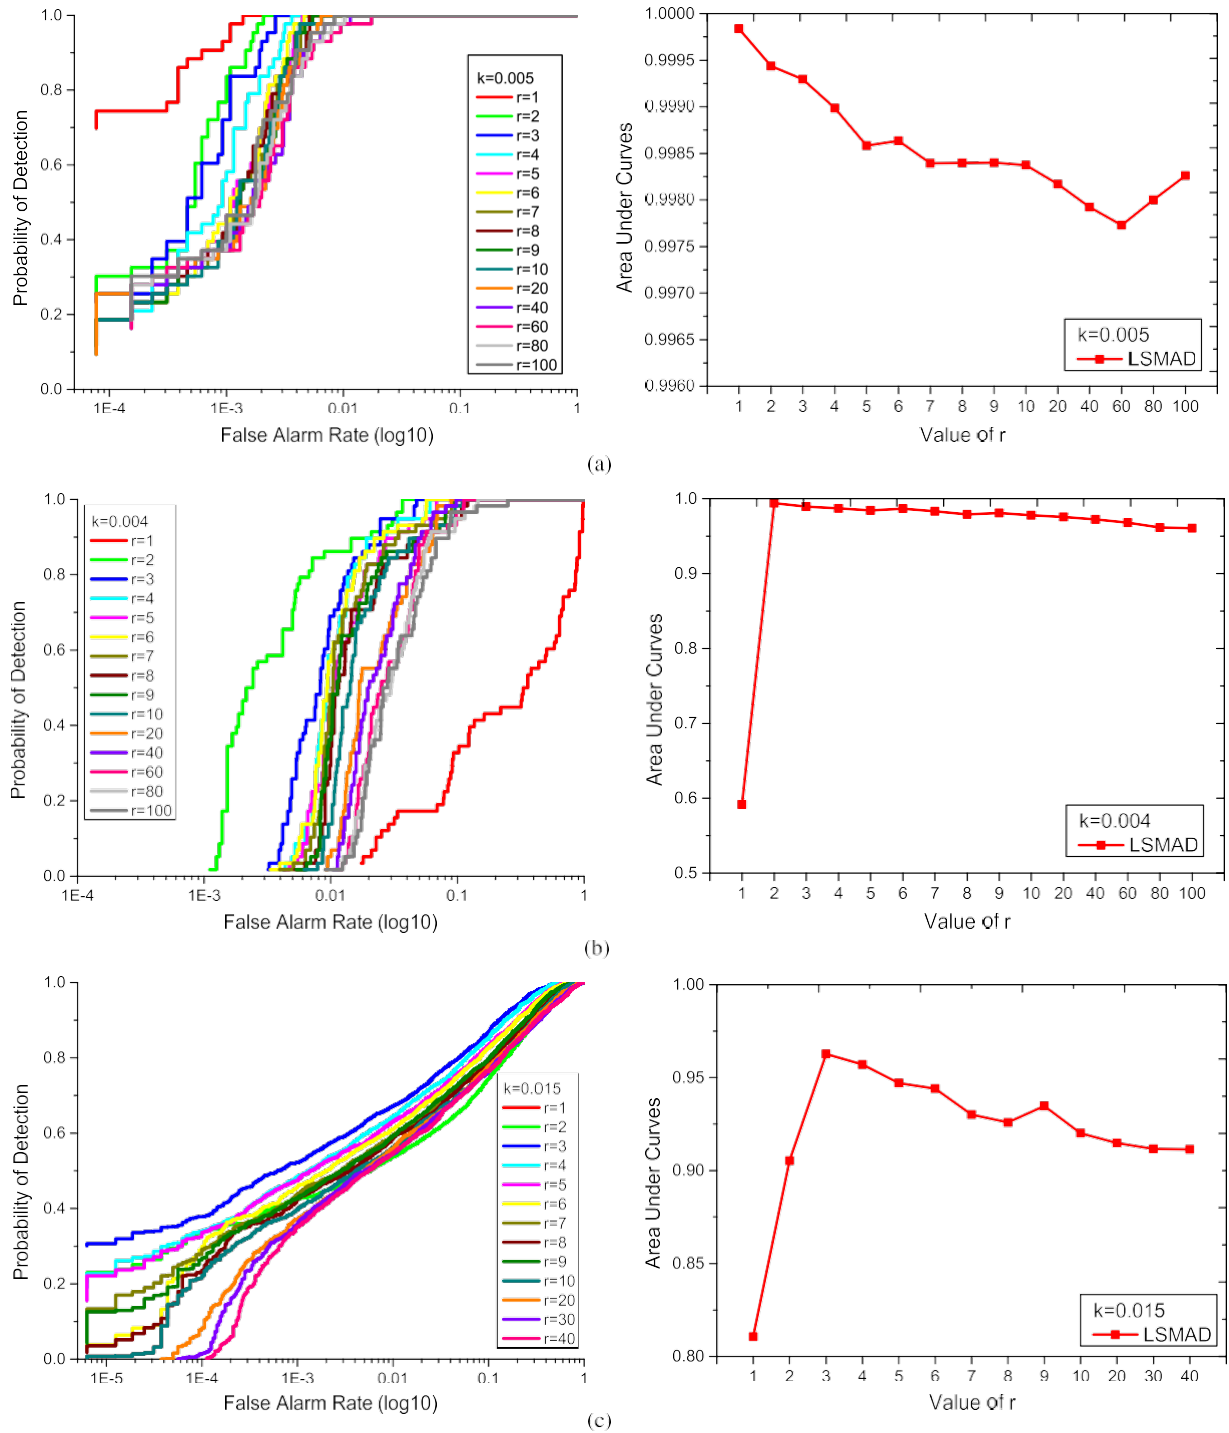 1.0
0.8
0.6
0.4
0.2
0.0
Probability of Detection
k=0.005
r=1
r=2
r=3
r=4
r=5
r=6
r=7
r=8
r=9
r=10
r=20
r=40
r=60
r=80
r=100
1E-4 1E-3 0.01 0.1 1
False Alarm Rate (log10)
1.0000
0.9995
0.9990
0.9985
0.9980
0.9975
0.9970
0.9965
0.9960
Area Under Curves
k=0.005
LSMAD
1 2 3 4 5 6 7 8 9 10 20 40 60 80 100
Value of r
(a)
1.0
0.8
0.6
0.4
0.2
0.0
Probability of Detection
k=0.004
r=1
r=2
r=3
r=4
r=5
r=6
r=7
r=8
r=9
r=10
r=20
r=40
r=60
r=80
r=100
1E-4 1E-3 0.01 0.1 1
False Alarm Rate (log10)
1.0
0.9
0.8
0.7
0.6
0.5
Area Under Curves
k=0.004
LSMAD
1 2 3 4 5 6 7 8 9 10 20 40 60 80 100
Value of r
(b)
1.0
0.8
0.6
0.4
0.2
0.0
Probability of Detection
k=0.015
r=1
r=2
r=3
r=4
r=5
r=6
r=7
r=8
r=9
r=10
r=20
r=30
r=40
1E-5 1E-4 1E-3 0.01 0.1 1
False Alarm Rate (log10)
1.00
0.95
0.90
0.85
0.80
Area Under Curves
k=0.015
LSMAD
1 2 3 4 5 6 7 8 9 10 20 30 40
Value of r
(c)